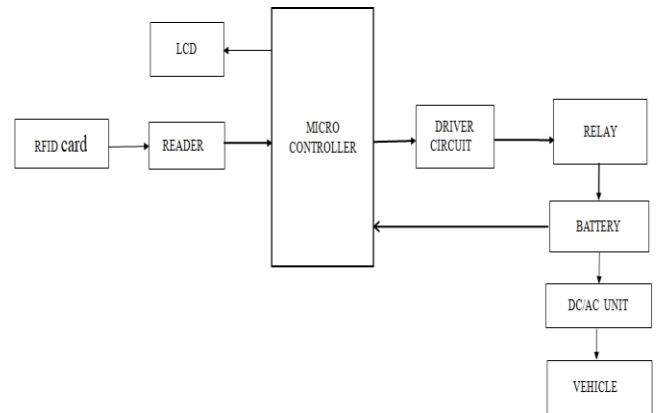 LCD
RFID card
READER
MICRO
CONTROLLER
DRIVER
CIRCUIT
RELAY
BATTERY
DC/AC UNIT
VEHICLE